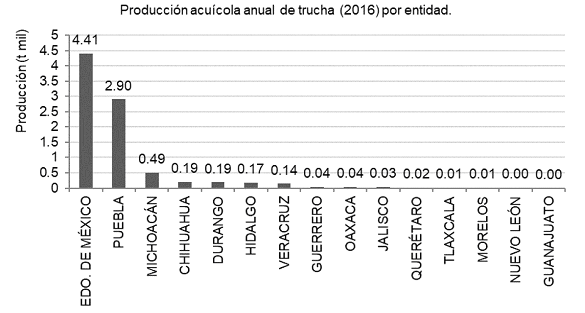 Producción acuícola anual de trucha (2016) por entidad.
Producción (t mil)
5
4.5
4
3.5
3
2.5
2
1.5
1
0.5
0
4.41
2.90
0.49
0.19
0.19
0.17
0.14
0.04
0.04
0.03
0.02
0.01
0.01
0.00
0.00
EDO. DE MÉXICO
PUEBLA
MICHOACÁN
CHIHUAHUA
DURANGO
HIDALGO
VERACRUZ
GUERRERO
OAXACA
JALISCO
QUERÉTARO
TLAXCALA
MORELOS
NUEVO LEÓN
GUANAJUATO